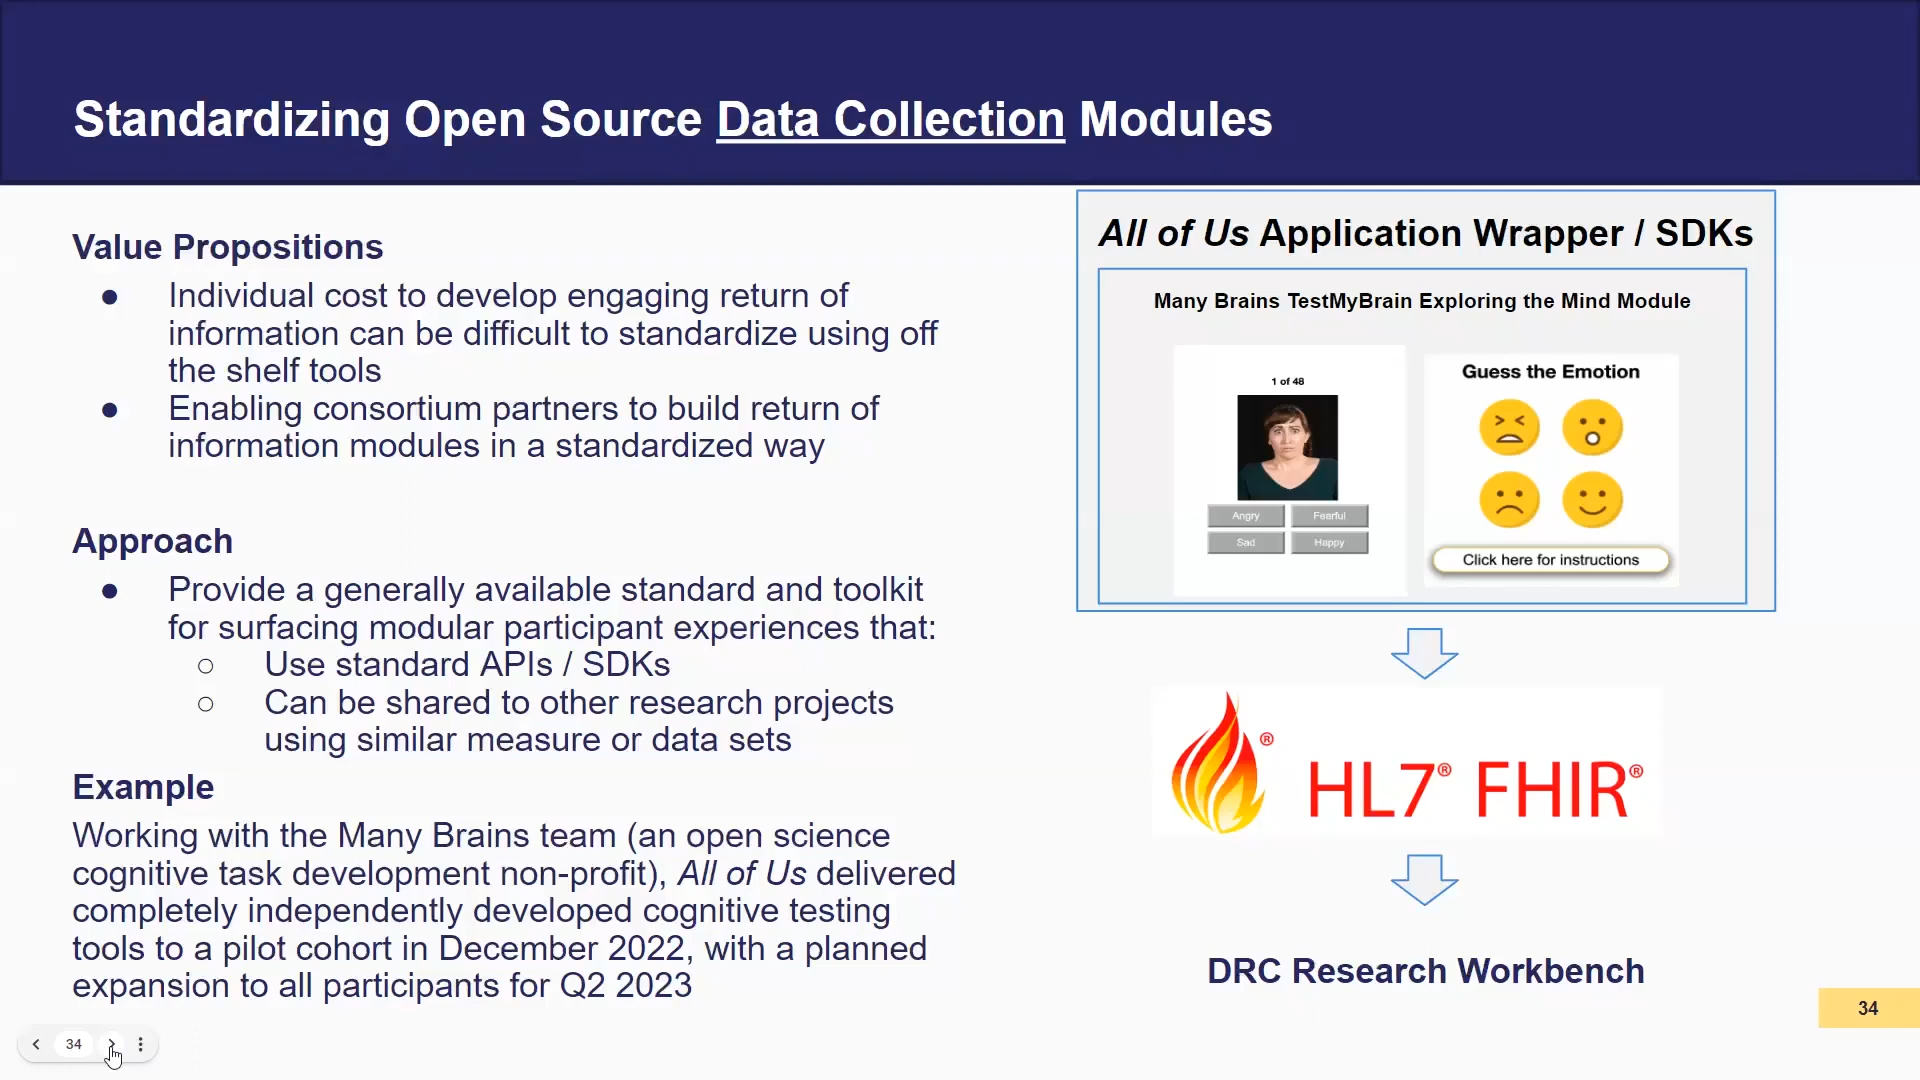 Standardizing Open Source Data Collection Modules
Value Propositions
● Individual cost to develop engaging return of
information can be difficult to standardize using off
the shelf tools
● Enabling consortium partners to build return of
information modules in a standardized way
Approach
● Provide a generally available standard and toolkit
for surfacing modular participant experiences that:
○ Use standard APIs / SDKs
○ Can be shared to other research projects
using similar measure or data sets
Example
Working with the Many Brains team (an open science
cognitive task development non-profit), All of Us delivered
completely independently developed cognitive testing
tools to a pilot cohort in December 2022, with a planned
expansion to all participants for Q2 2023
All of Us Application Wrapper / SDKs
Many Brains TestMyBrain Exploring the Mind Module
1 of 48
Angry Fearful
Sad Happy
Guess the Emotion
Click here for instructions
® HL7® FHIR®
DRC Research Workbench
34
34